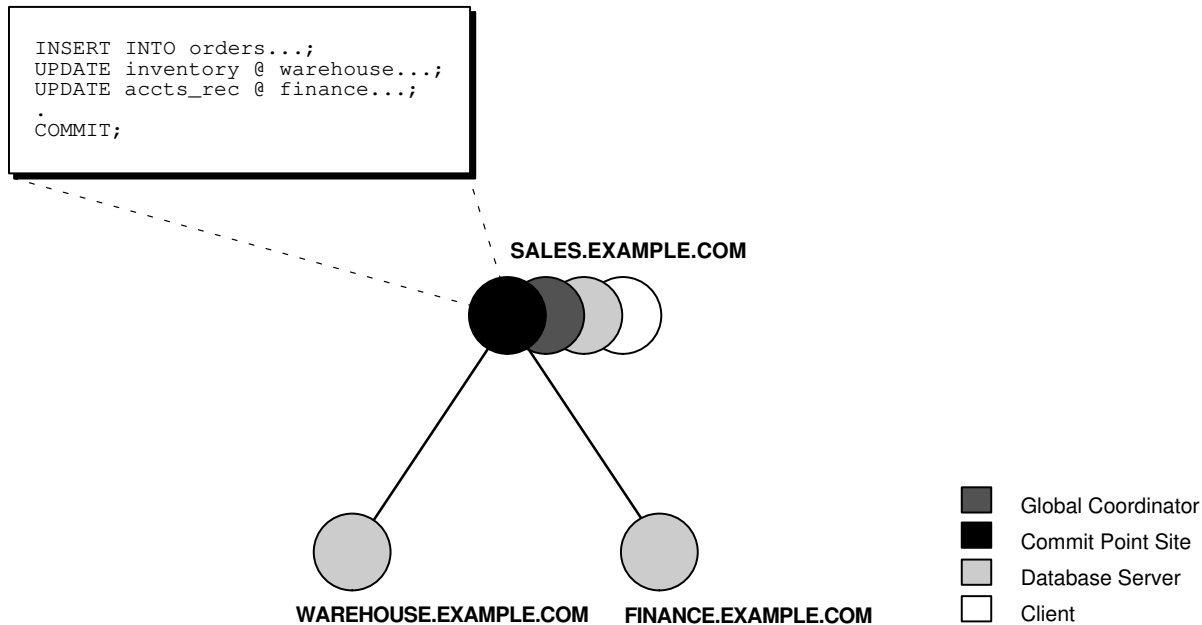 INSERT INTO orders...;
UPDATE inventory @ warehouse...;
UPDATE accts_rec @ finance...;
.
COMMIT;
SALES.EXAMPLE.COM
WAREHOUSE.EXAMPLE.COM
FINANCE.EXAMPLE.COM
Global Coordinator
Commit Point Site
Database Server
Client